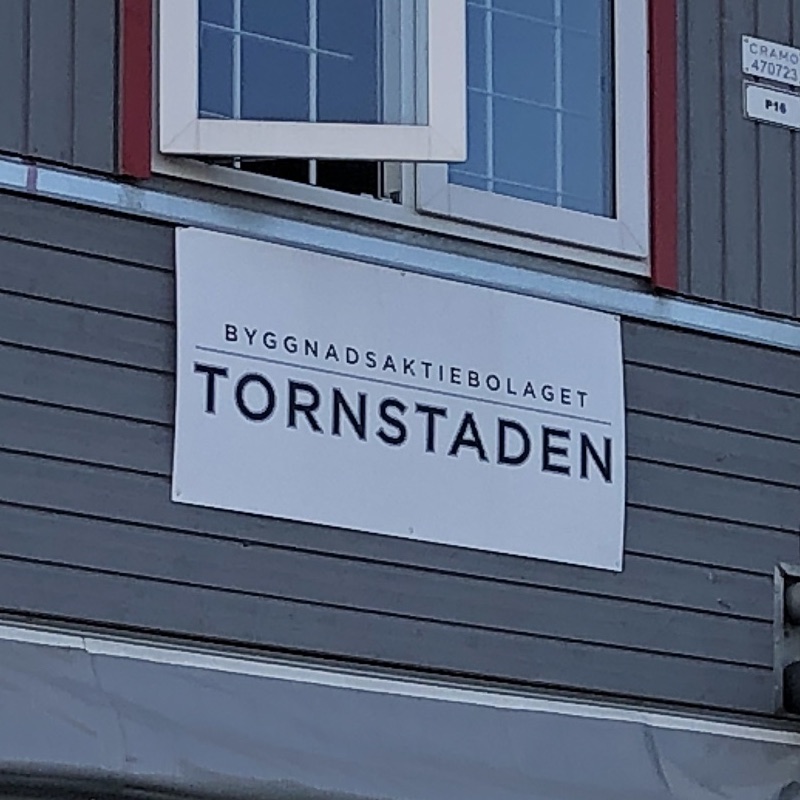 CRAMO
470723
P16
BYGGNADSAKTIEBOLAGET
TORNSTADEN